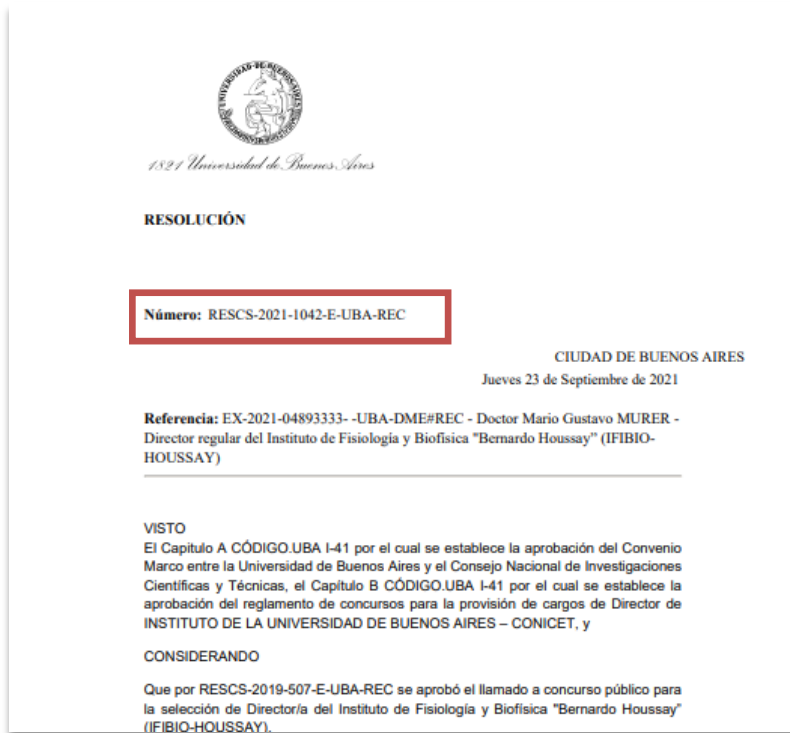 UNIVERSIDAD·DE·BUENOS AIRES
1821 Universidad de Buenos Aires
RESOLUCIÓN
Número: RESCS-2021-1042-E-UBA-REC
CIUDAD DE BUENOS AIRES
Jueves 23 de Septiembre de 2021
Referencia: EX-2021-04893333- -UBA-DME#REC - Doctor Mario Gustavo MURER -
Director regular del Instituto de Fisiología y Biofísica "Bernardo Houssay" (IFIBIO-
HOUSSAY)
VISTO
El Capitulo A CÓDIGO.UBA I-41 por el cual se establece la aprobación del Convenio
Marco entre la Universidad de Buenos Aires y el Consejo Nacional de Investigaciones
Científicas y Técnicas, el Capítulo B CÓDIGO.UBA I-41 por el cual se establece la
aprobación del reglamento de concursos para la provisión de cargos de Director de
INSTITUTO DE LA UNIVERSIDAD DE BUENOS AIRES – CONICET, y
CONSIDERANDO
Que por RESCS-2019-507-E-UBA-REC se aprobó el llamado a concurso público para
la selección de Director/a del Instituto de Fisiología y Biofísica "Bernardo Houssay"
(IFIBIO-HOUSSAY).